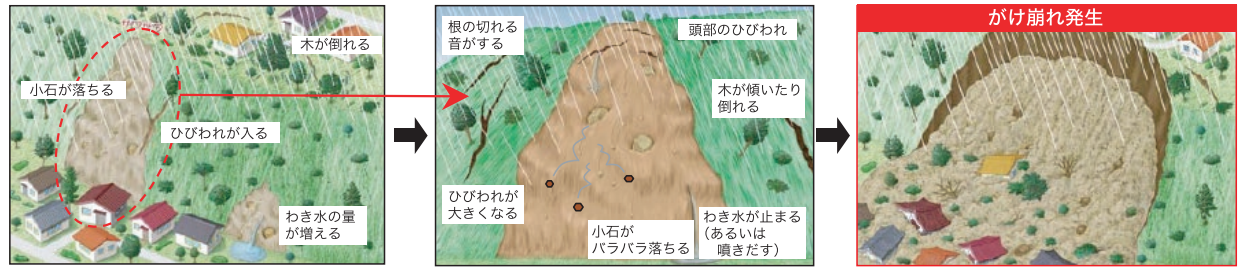 木が倒れる
小石が落ちる
ひびわれが入る
わき水の量
が増える
根の切れる
音がする
頭部のひびわれ
木が傾いたり
倒れる
ひびわれが
大きくなる
小石が
バラバラ落ちる
わき水が止まる
（あるいは
噴きだす）
がけ崩れ発生